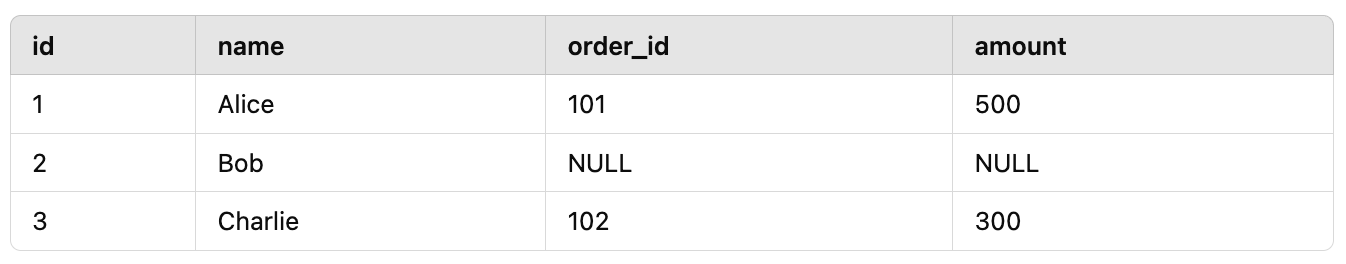 id name order_id amount
1 Alice 101 500
2 Bob NULL NULL
3 Charlie 102 300